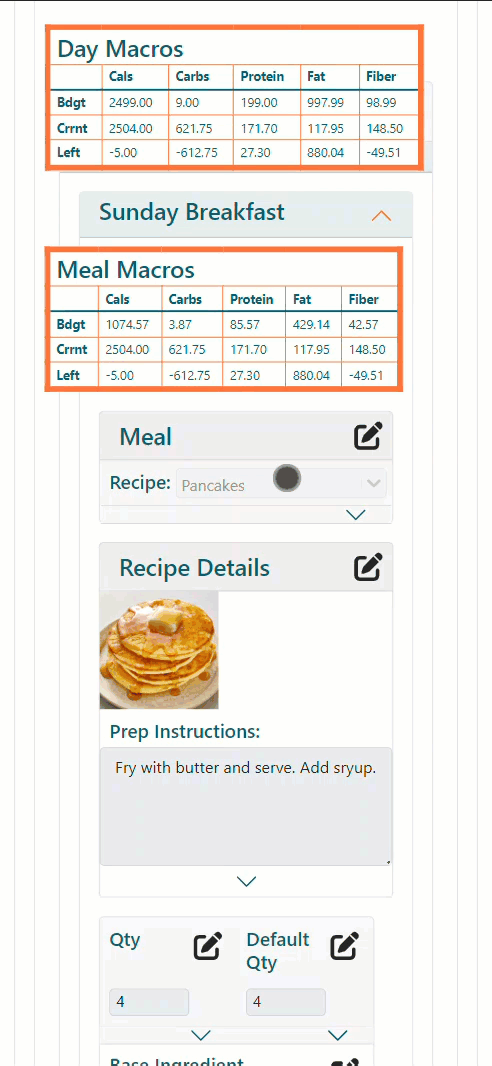 Day Macros
Cals Carbs Protein Fat Fiber
Bdgt 2499.00 9.00 199.00 997.99 98.99
Crrnt 2504.00 621.75 171.70 117.95 148.50
Left -5.00 -612.75 27.30 880.04 -49.51
Sunday Breakfast
Meal Macros
Cals Carbs Protein Fat Fiber
Bdgt 1074.57 3.87 85.57 429.14 42.57
Crrnt 2504.00 621.75 171.70 117.95 148.50
Left -5.00 -612.75 27.30 880.04 -49.51
Meal
Recipe: Pancakes
Recipe Details
Prep Instructions:
Fry with butter and serve. Add sryup.
Qty Default
Qty
4 4
Base Ingredient